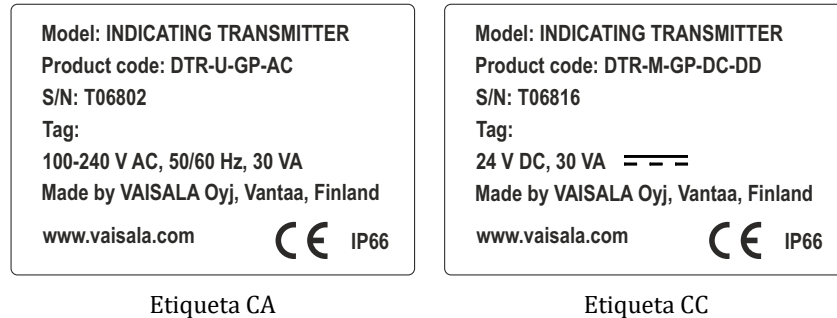 Model: INDICATING TRANSMITTER
Product code: DTR-U-GP-AC
S/N: T06802
Tag:
100-240 V AC, 50/60 Hz, 30 VA
Made by VAISALA Oyj, Vantaa, Finland
www.vaisala.com CE IP66
Etiqueta CA
Model: INDICATING TRANSMITTER
Product code: DTR-M-GP-DC-DD
S/N: T06816
Tag:
24 V DC, 30 VA
Made by VAISALA Oyj, Vantaa, Finland
www.vaisala.com CE IP66
Etiqueta CC